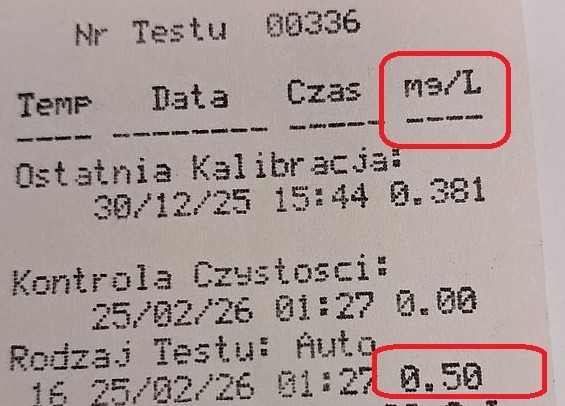 Nr Testu 00336
Temp Data Czas mg/L
Ostatnia Kalibracja:
30/12/25 15:44 0.381
Kontrola Czystosci:
25/02/26 01:27 0.00
Rodzaj Testu: Auto
16 25/02/26 01:27 0.50